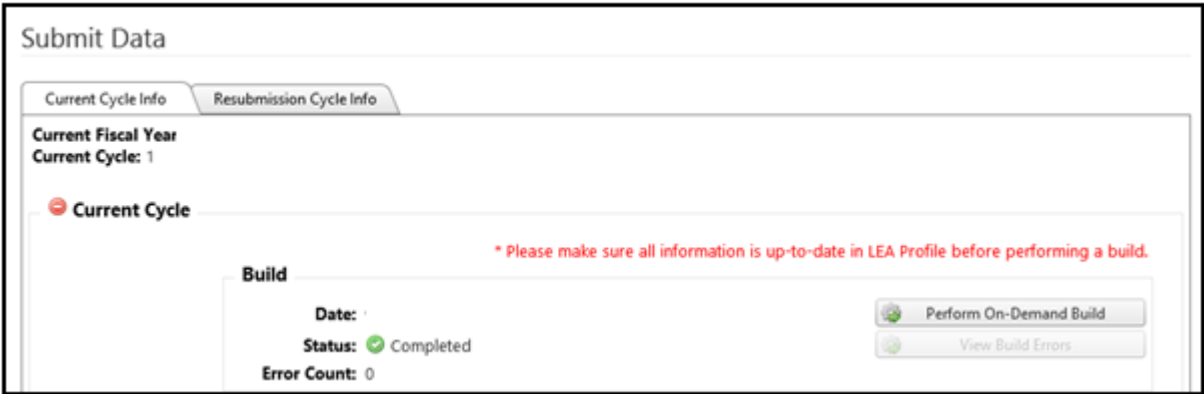 Submit Data
Current Cycle Info
Resubmission Cycle Info
Current Fiscal Year
Current Cycle: 1
Current Cycle
* Please make sure all information is up-to-date in LEA Profile before performing a build.
Build
Date:
Perform On-Demand Build
Status: Completed
View Build Errors
Error Count: 0